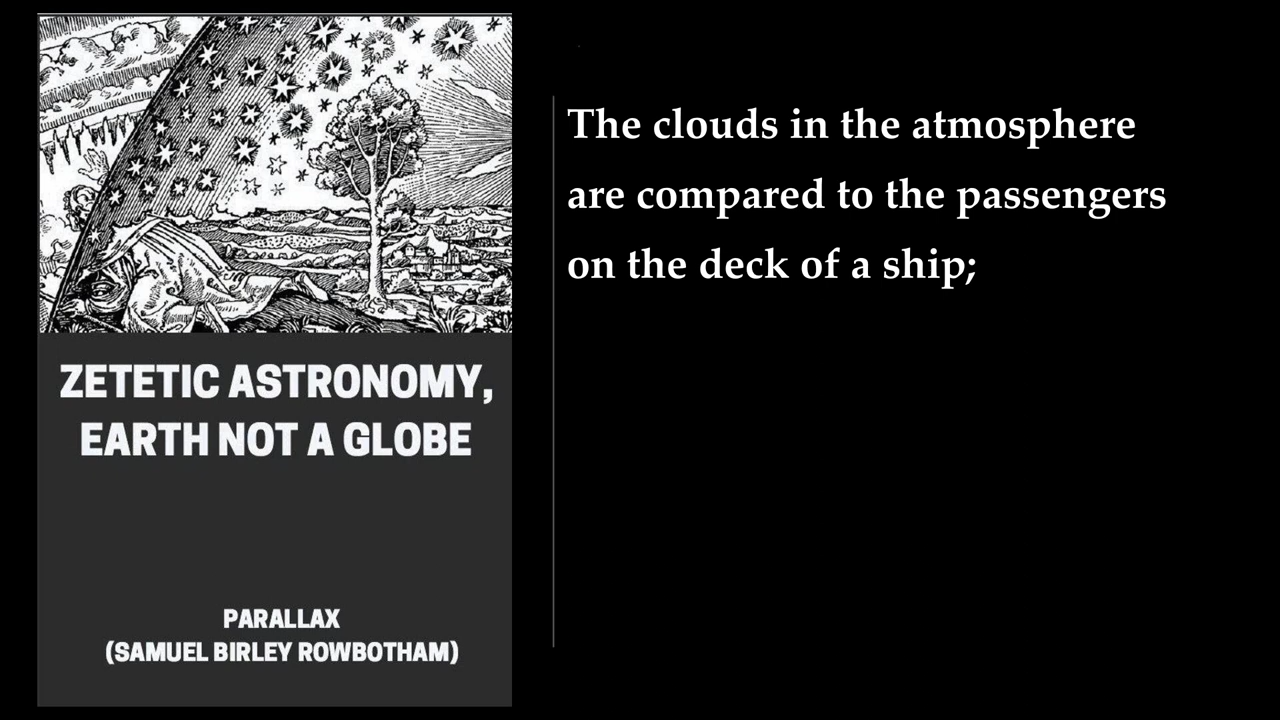 ZETETIC ASTRONOMY,
EARTH NOT A GLOBE
PARALLAX
(SAMUEL BIRLEY ROWBOTHAM)
The clouds in the atmosphere
are compared to the passengers
on the deck of a ship;